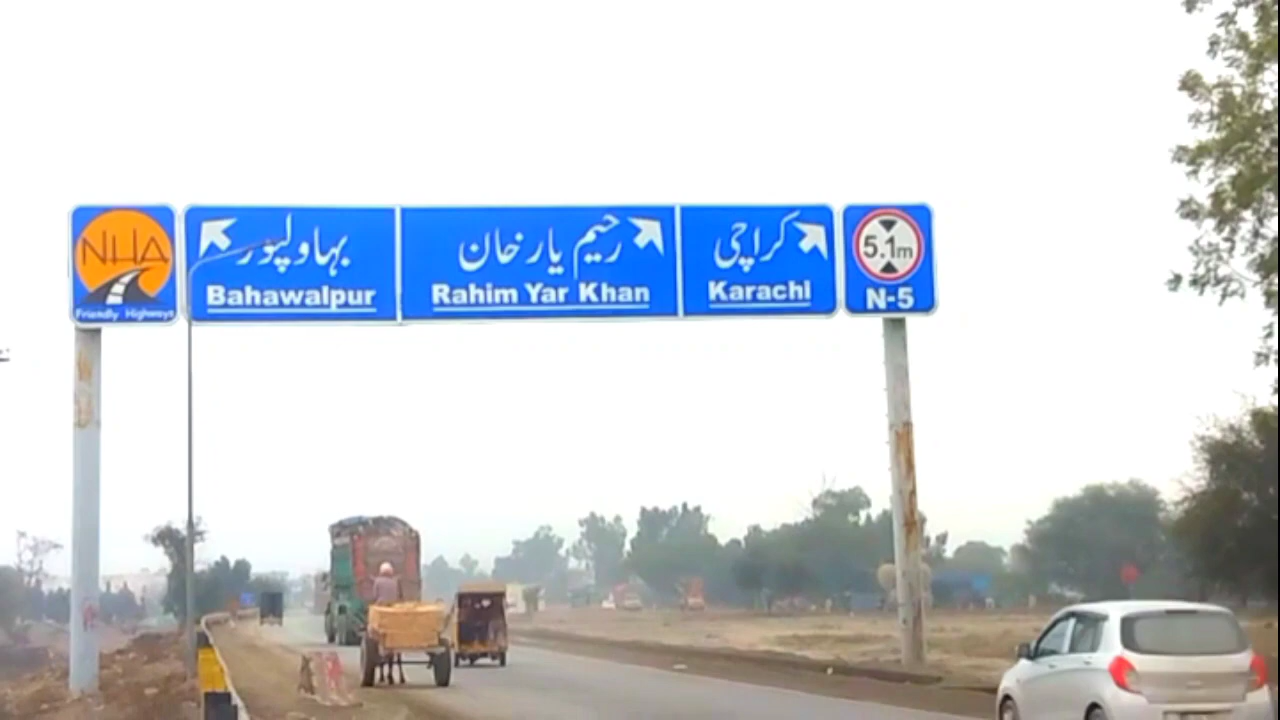 NHA
Friendly Highways
بہاولپور
Bahawalpur
رحیم یار خان
Rahim Yar Khan
کراچی
Karachi
5.1m
N-5